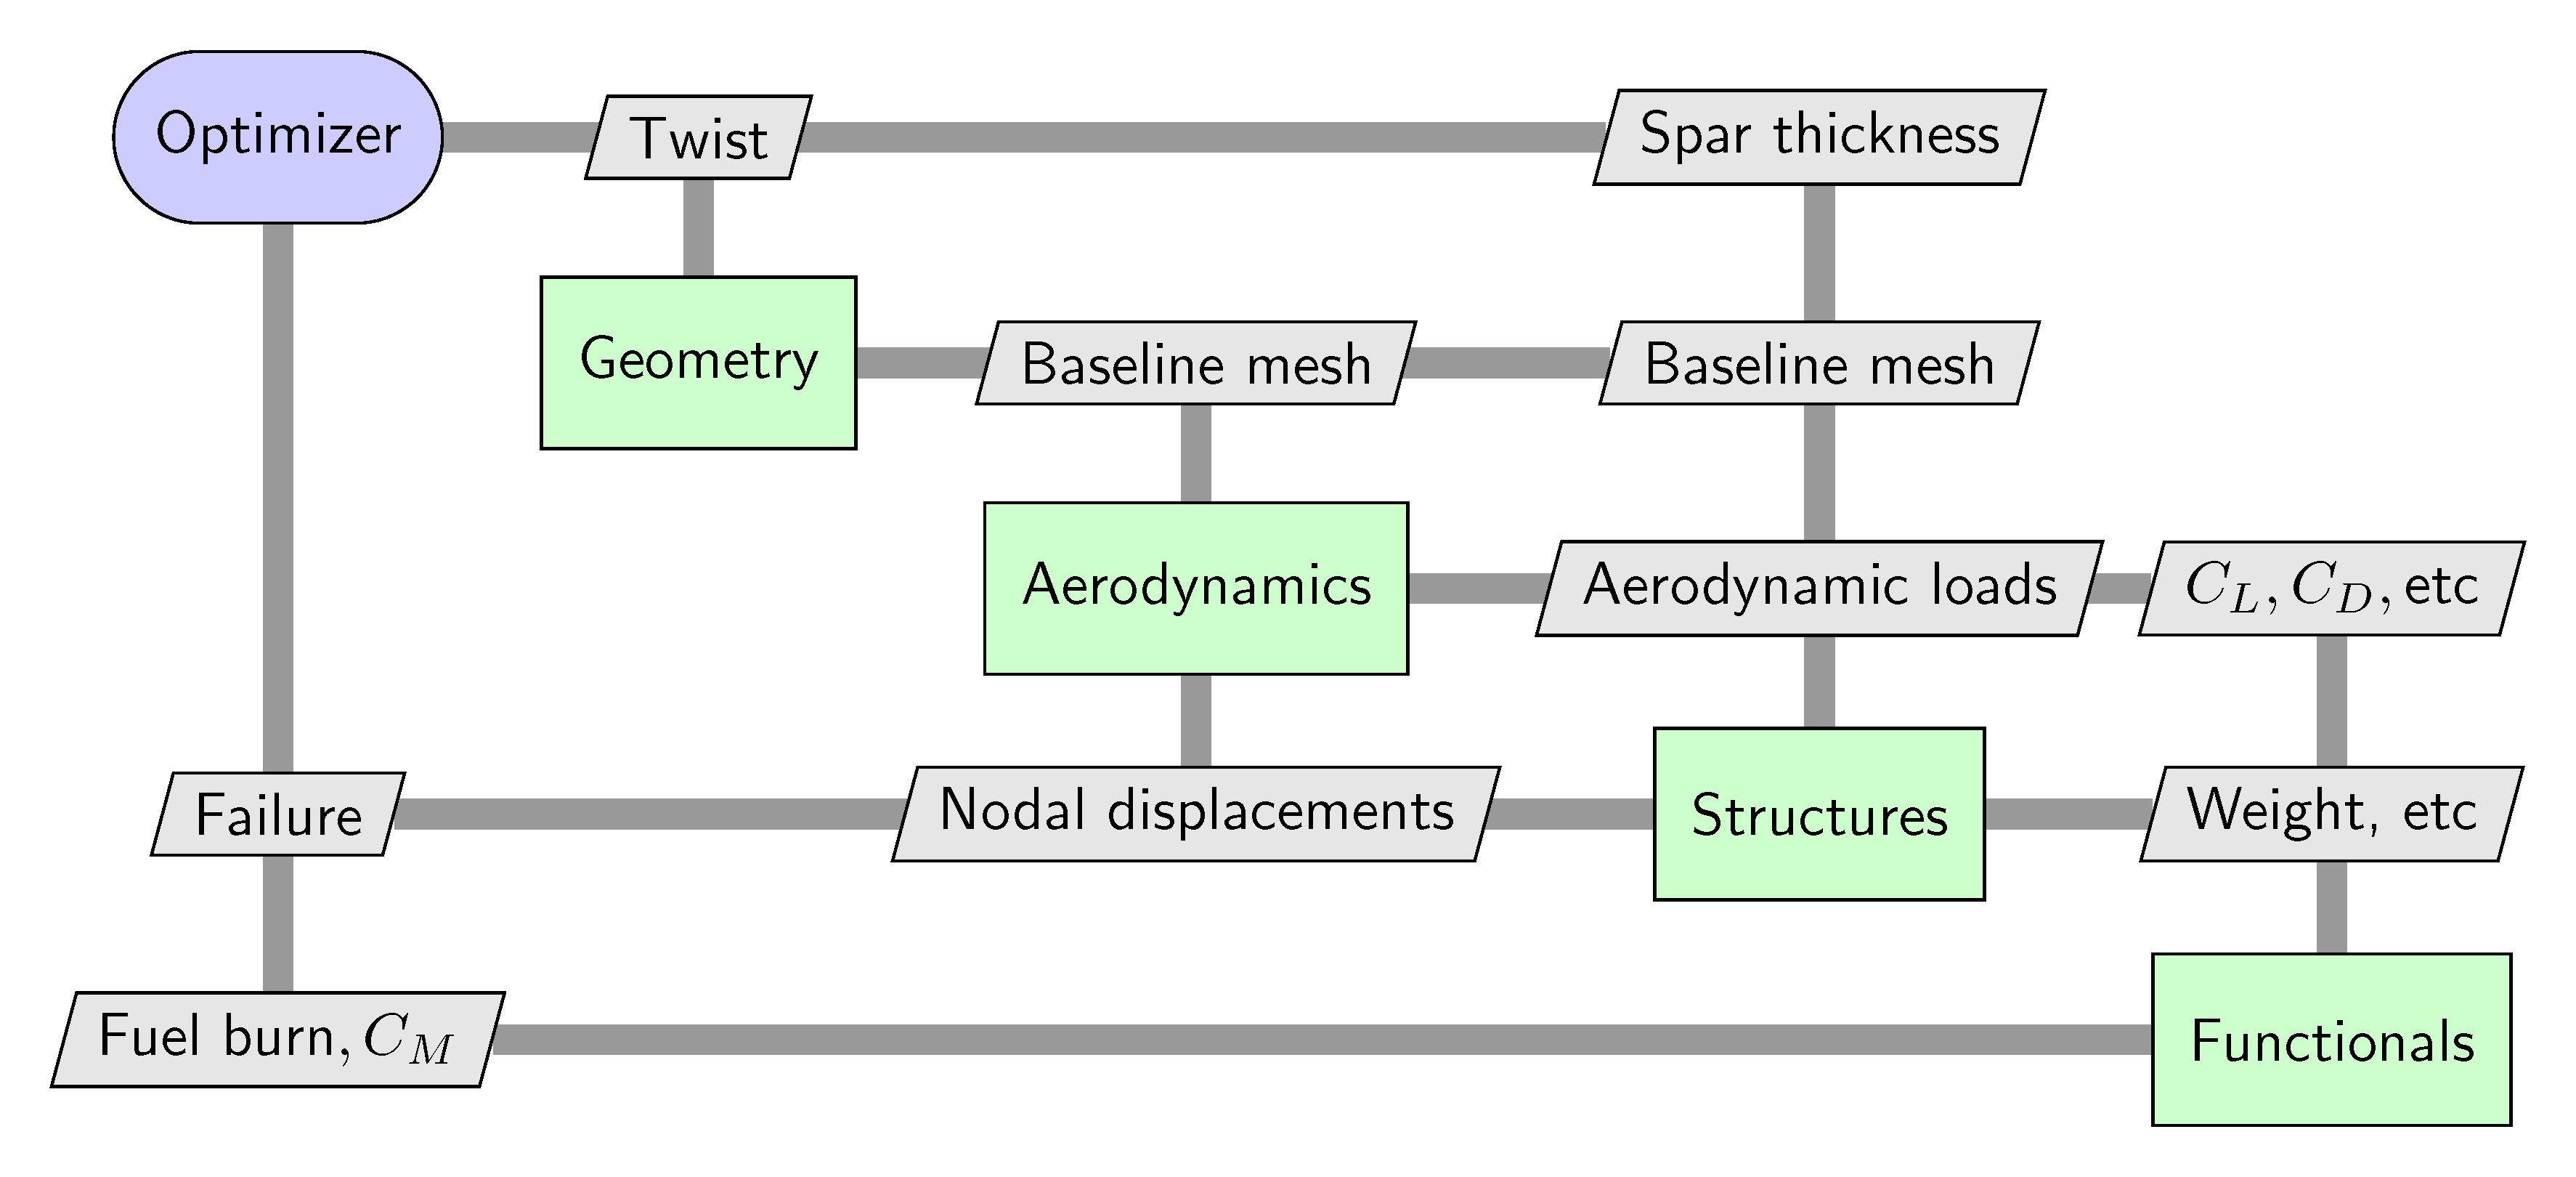 Optimizer
Twist
Spar thickness
Geometry
Baseline mesh
Baseline mesh
Aerodynamics
Aerodynamic loads
C_L, C_D, etc
Failure
Nodal displacements
Structures
Weight, etc
Fuel burn, C_M
Functionals